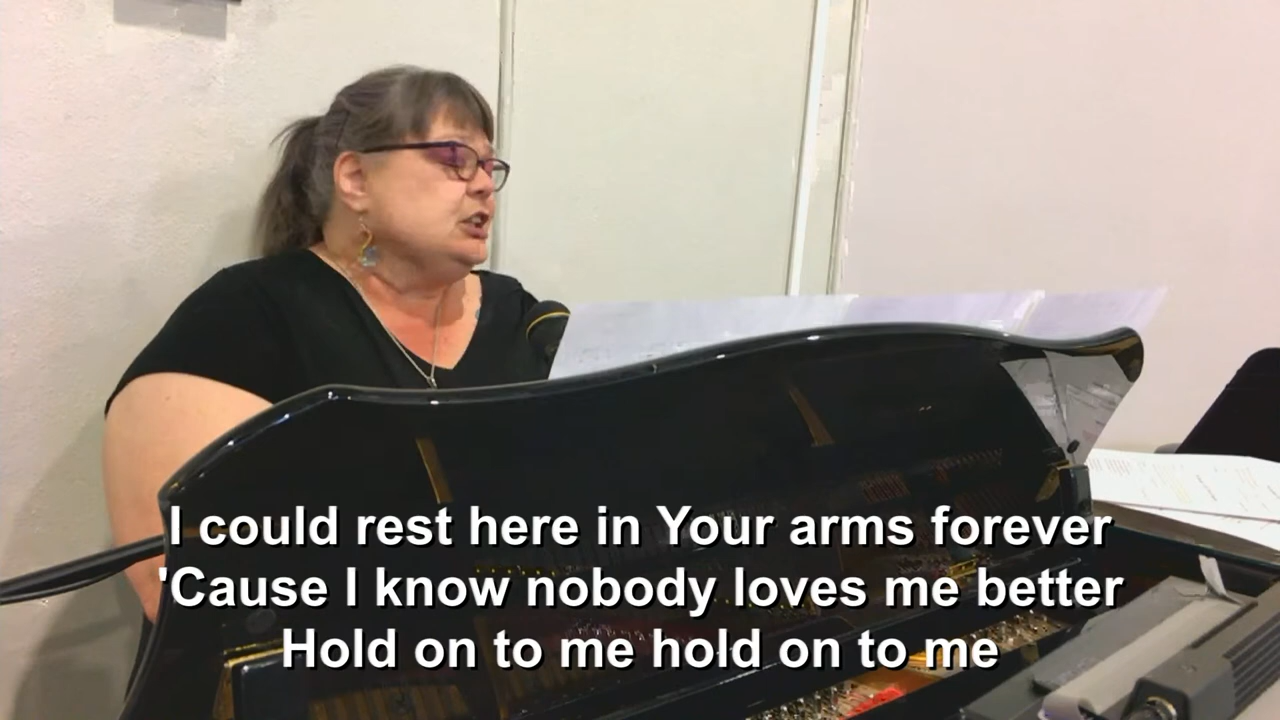 I could rest here in Your arms forever
'Cause I know nobody loves me better
Hold on to me hold on to me